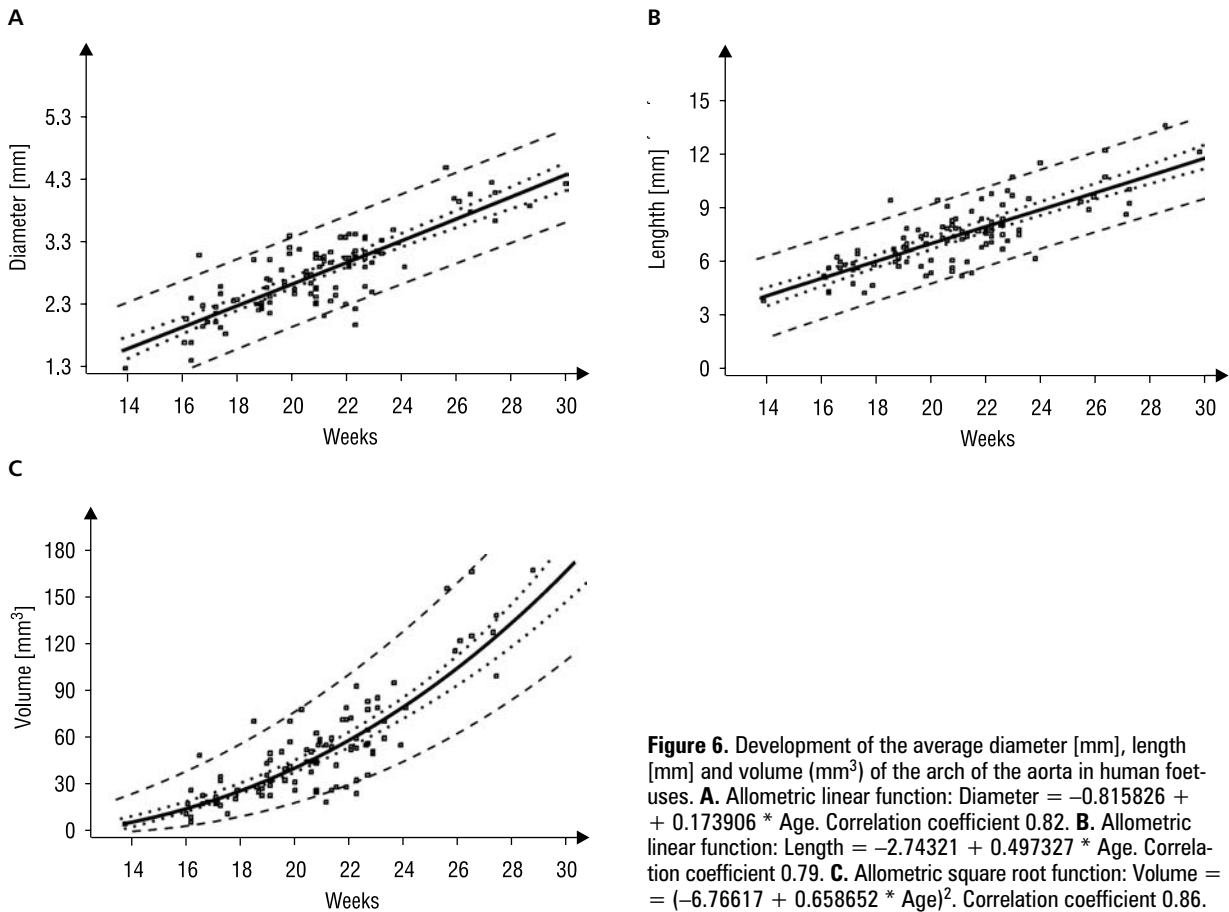 A
Diameter [mm]
5.3
4.3
3.3
2.3
1.3
14 16 18 20 22 24 26 28 30
Weeks
B
Lenghth [mm]
15
12
9
6
3
0
14 16 18 20 22 24 26 28 30
Weeks
C
Volume [mm³]
180
150
120
90
60
30
0
14 16 18 20 22 24 26 28 30
Weeks
Figure 6. Development of the average diameter [mm], length
[mm] and volume (mm³) of the arch of the aorta in human foet-
uses. A. Allometric linear function: Diameter = –0.815826 +
+ 0.173906 * Age. Correlation coefficient 0.82. B. Allometric
linear function: Length = –2.74321 + 0.497327 * Age. Correla-
tion coefficient 0.79. C. Allometric square root function: Volume =
= (–6.76617 + 0.658652 * Age)². Correlation coefficient 0.86.